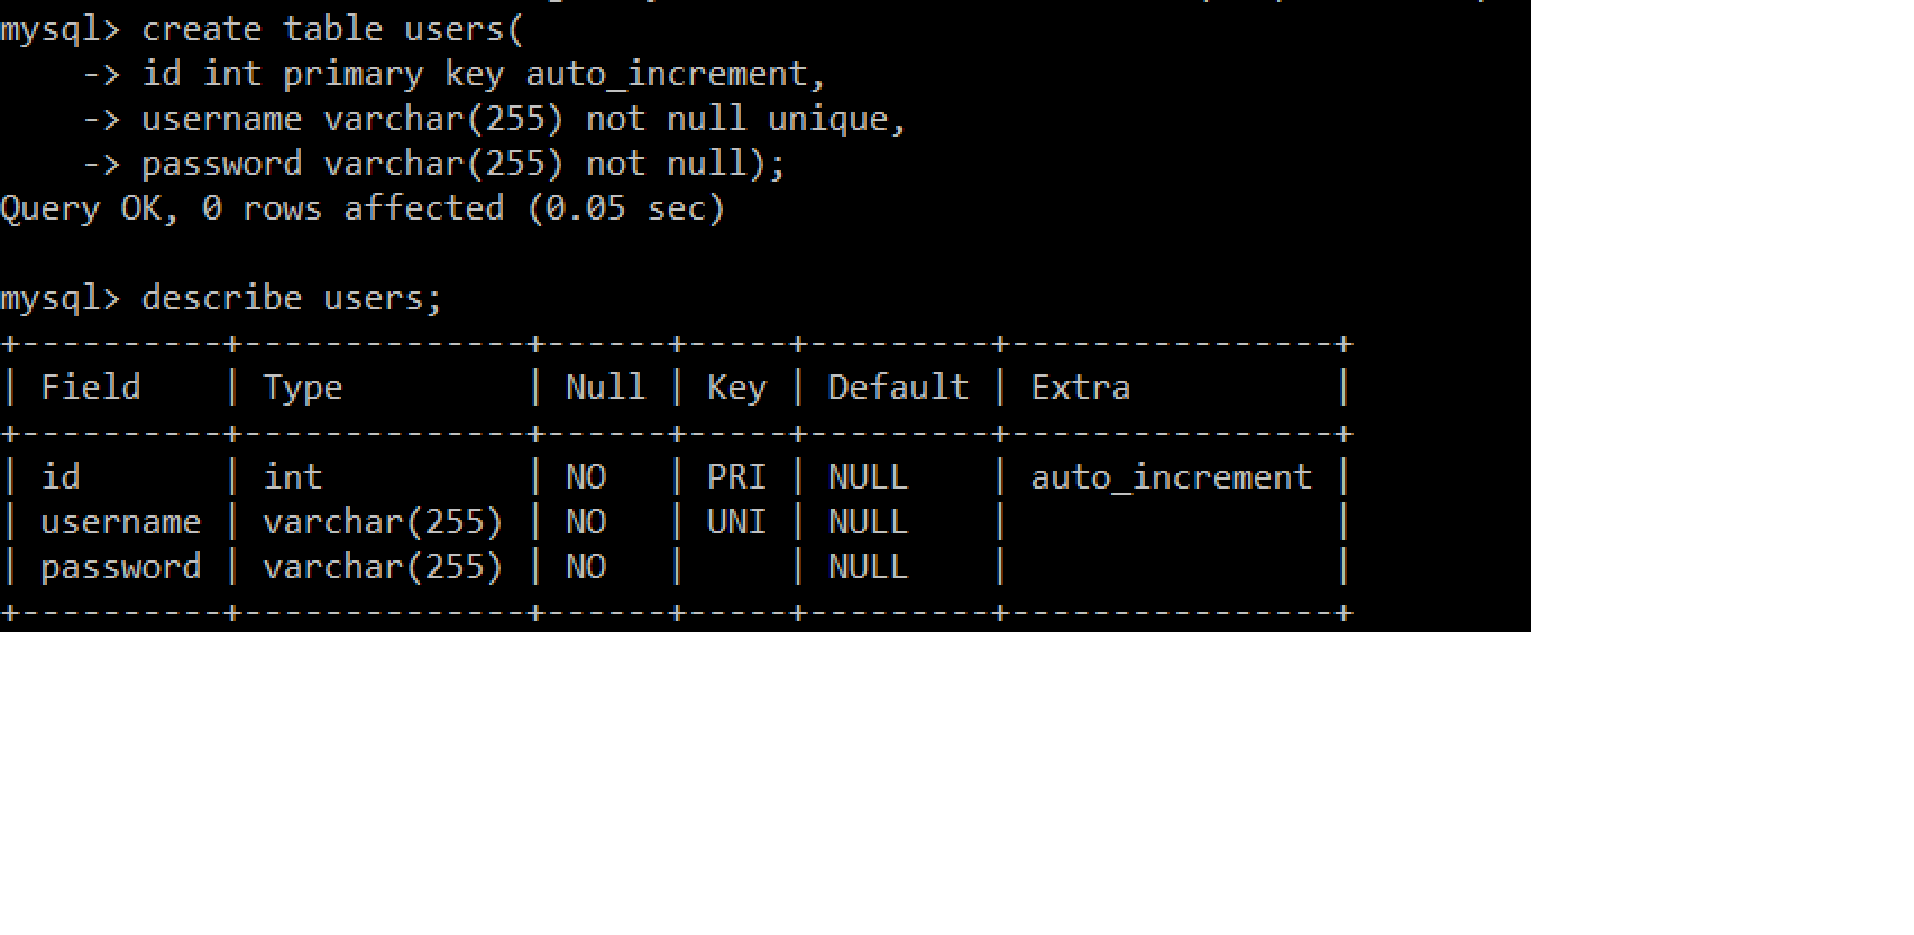 mysql> create table users(
    -> id int primary key auto_increment,
    -> username varchar(255) not null unique,
    -> password varchar(255) not null);
Query OK, 0 rows affected (0.05 sec)

mysql> describe users;
+----------+--------------+------+-----+---------+----------------+
| Field    | Type         | Null | Key | Default | Extra          |
+----------+--------------+------+-----+---------+----------------+
| id       | int          | NO   | PRI | NULL    | auto_increment |
| username | varchar(255) | NO   | UNI | NULL    |                |
| password | varchar(255) | NO   |     | NULL    |                |
+----------+--------------+------+-----+---------+----------------+